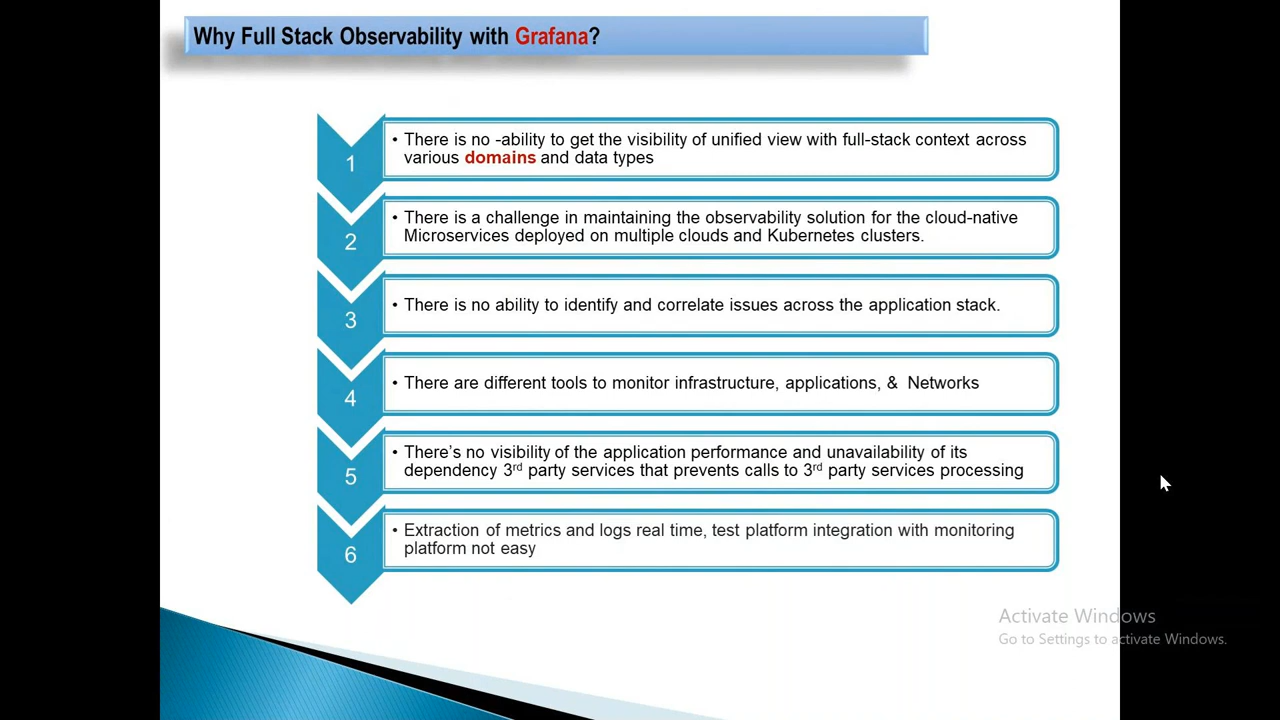 Why Full Stack Observability with Grafana?
1
• There is no -ability to get the visibility of unified view with full-stack context across
various domains and data types
2
• There is a challenge in maintaining the observability solution for the cloud-native
Microservices deployed on multiple clouds and Kubernetes clusters.
3
• There is no ability to identify and correlate issues across the application stack.
4
• There are different tools to monitor infrastructure, applications, & Networks
5
• There’s no visibility of the application performance and unavailability of its
dependency 3rd party services that prevents calls to 3rd party services processing
6
• Extraction of metrics and logs real time, test platform integration with monitoring
platform not easy
Activate Windows
Go to Settings to activate Windows.